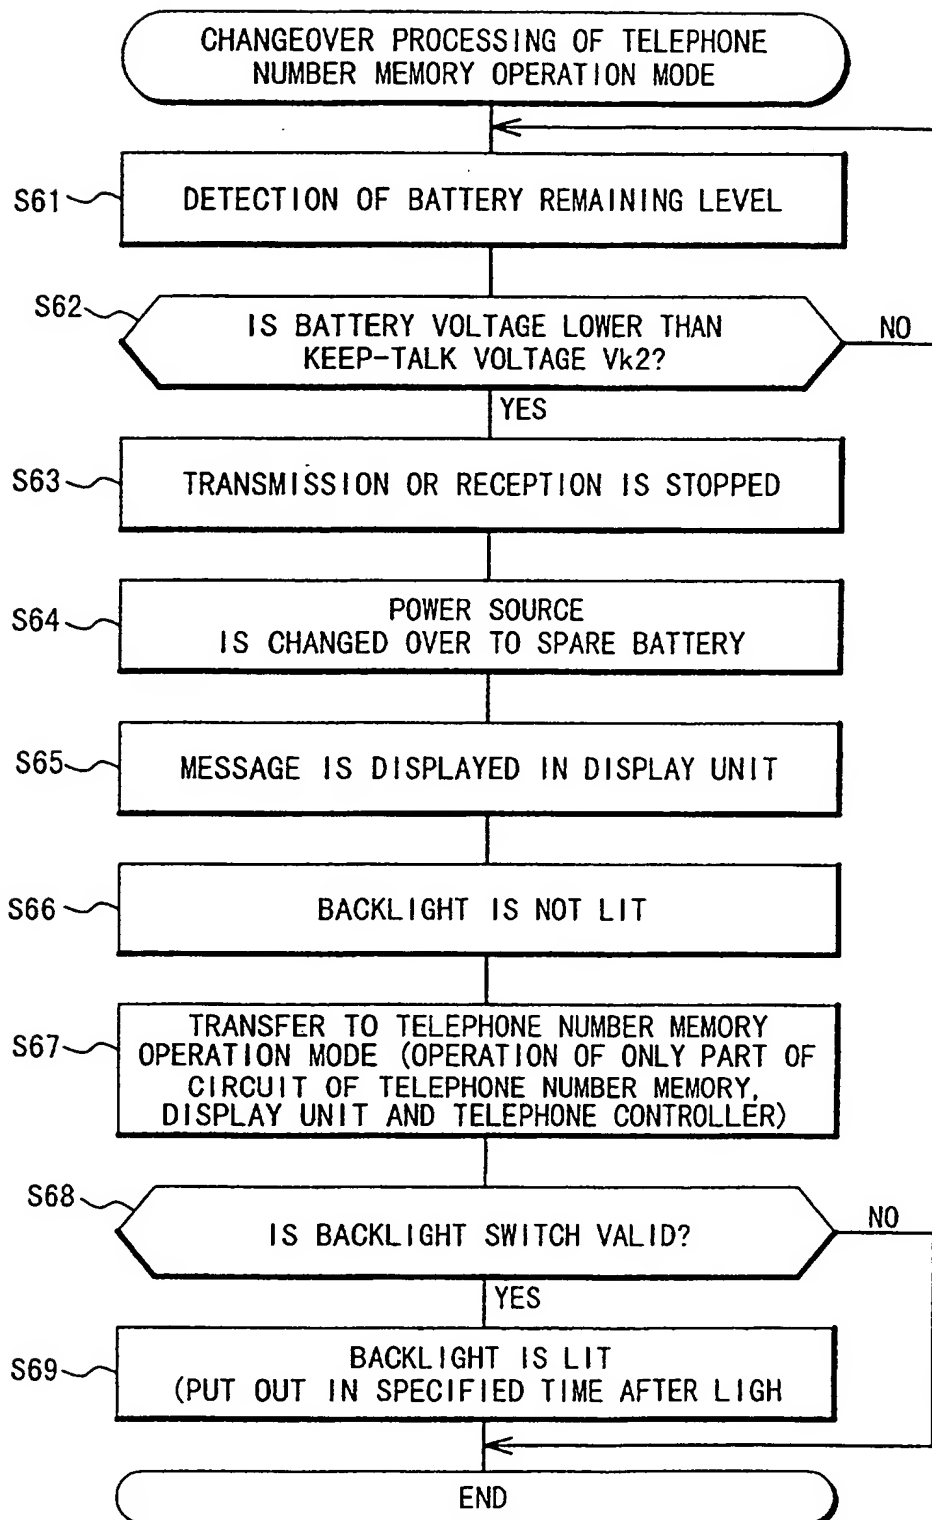 CHANGEOVER PROCESSING OF TELEPHONE
NUMBER MEMORY OPERATION MODE
S61
DETECTION OF BATTERY REMAINING LEVEL
S62
IS BATTERY VOLTAGE LOWER THAN
KEEP-TALK VOLTAGE Vk2?
NO
YES
S63
TRANSMISSION OR RECEPTION IS STOPPED
S64
POWER SOURCE
IS CHANGED OVER TO SPARE BATTERY
S65
MESSAGE IS DISPLAYED IN DISPLAY UNIT
S66
BACKLIGHT IS NOT LIT
S67
TRANSFER TO TELEPHONE NUMBER MEMORY
OPERATION MODE (OPERATION OF ONLY PART OF
CIRCUIT OF TELEPHONE NUMBER MEMORY,
DISPLAY UNIT AND TELEPHONE CONTROLLER)
S68
IS BACKLIGHT SWITCH VALID?
NO
YES
S69
BACKLIGHT IS LIT
(PUT OUT IN SPECIFIED TIME AFTER LIGH
END